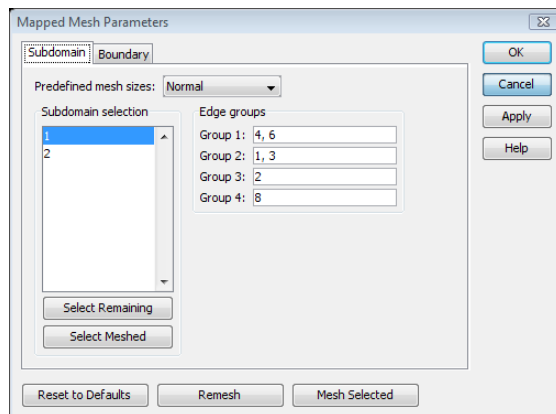 Mapped Mesh Parameters
Subdomain Boundary
Predefined mesh sizes: Normal
Subdomain selection
1
2
Select Remaining
Select Meshed
Edge groups
Group 1: 4, 6
Group 2: 1, 3
Group 3: 2
Group 4: 8
OK
Cancel
Apply
Help
Reset to Defaults Remesh Mesh Selected